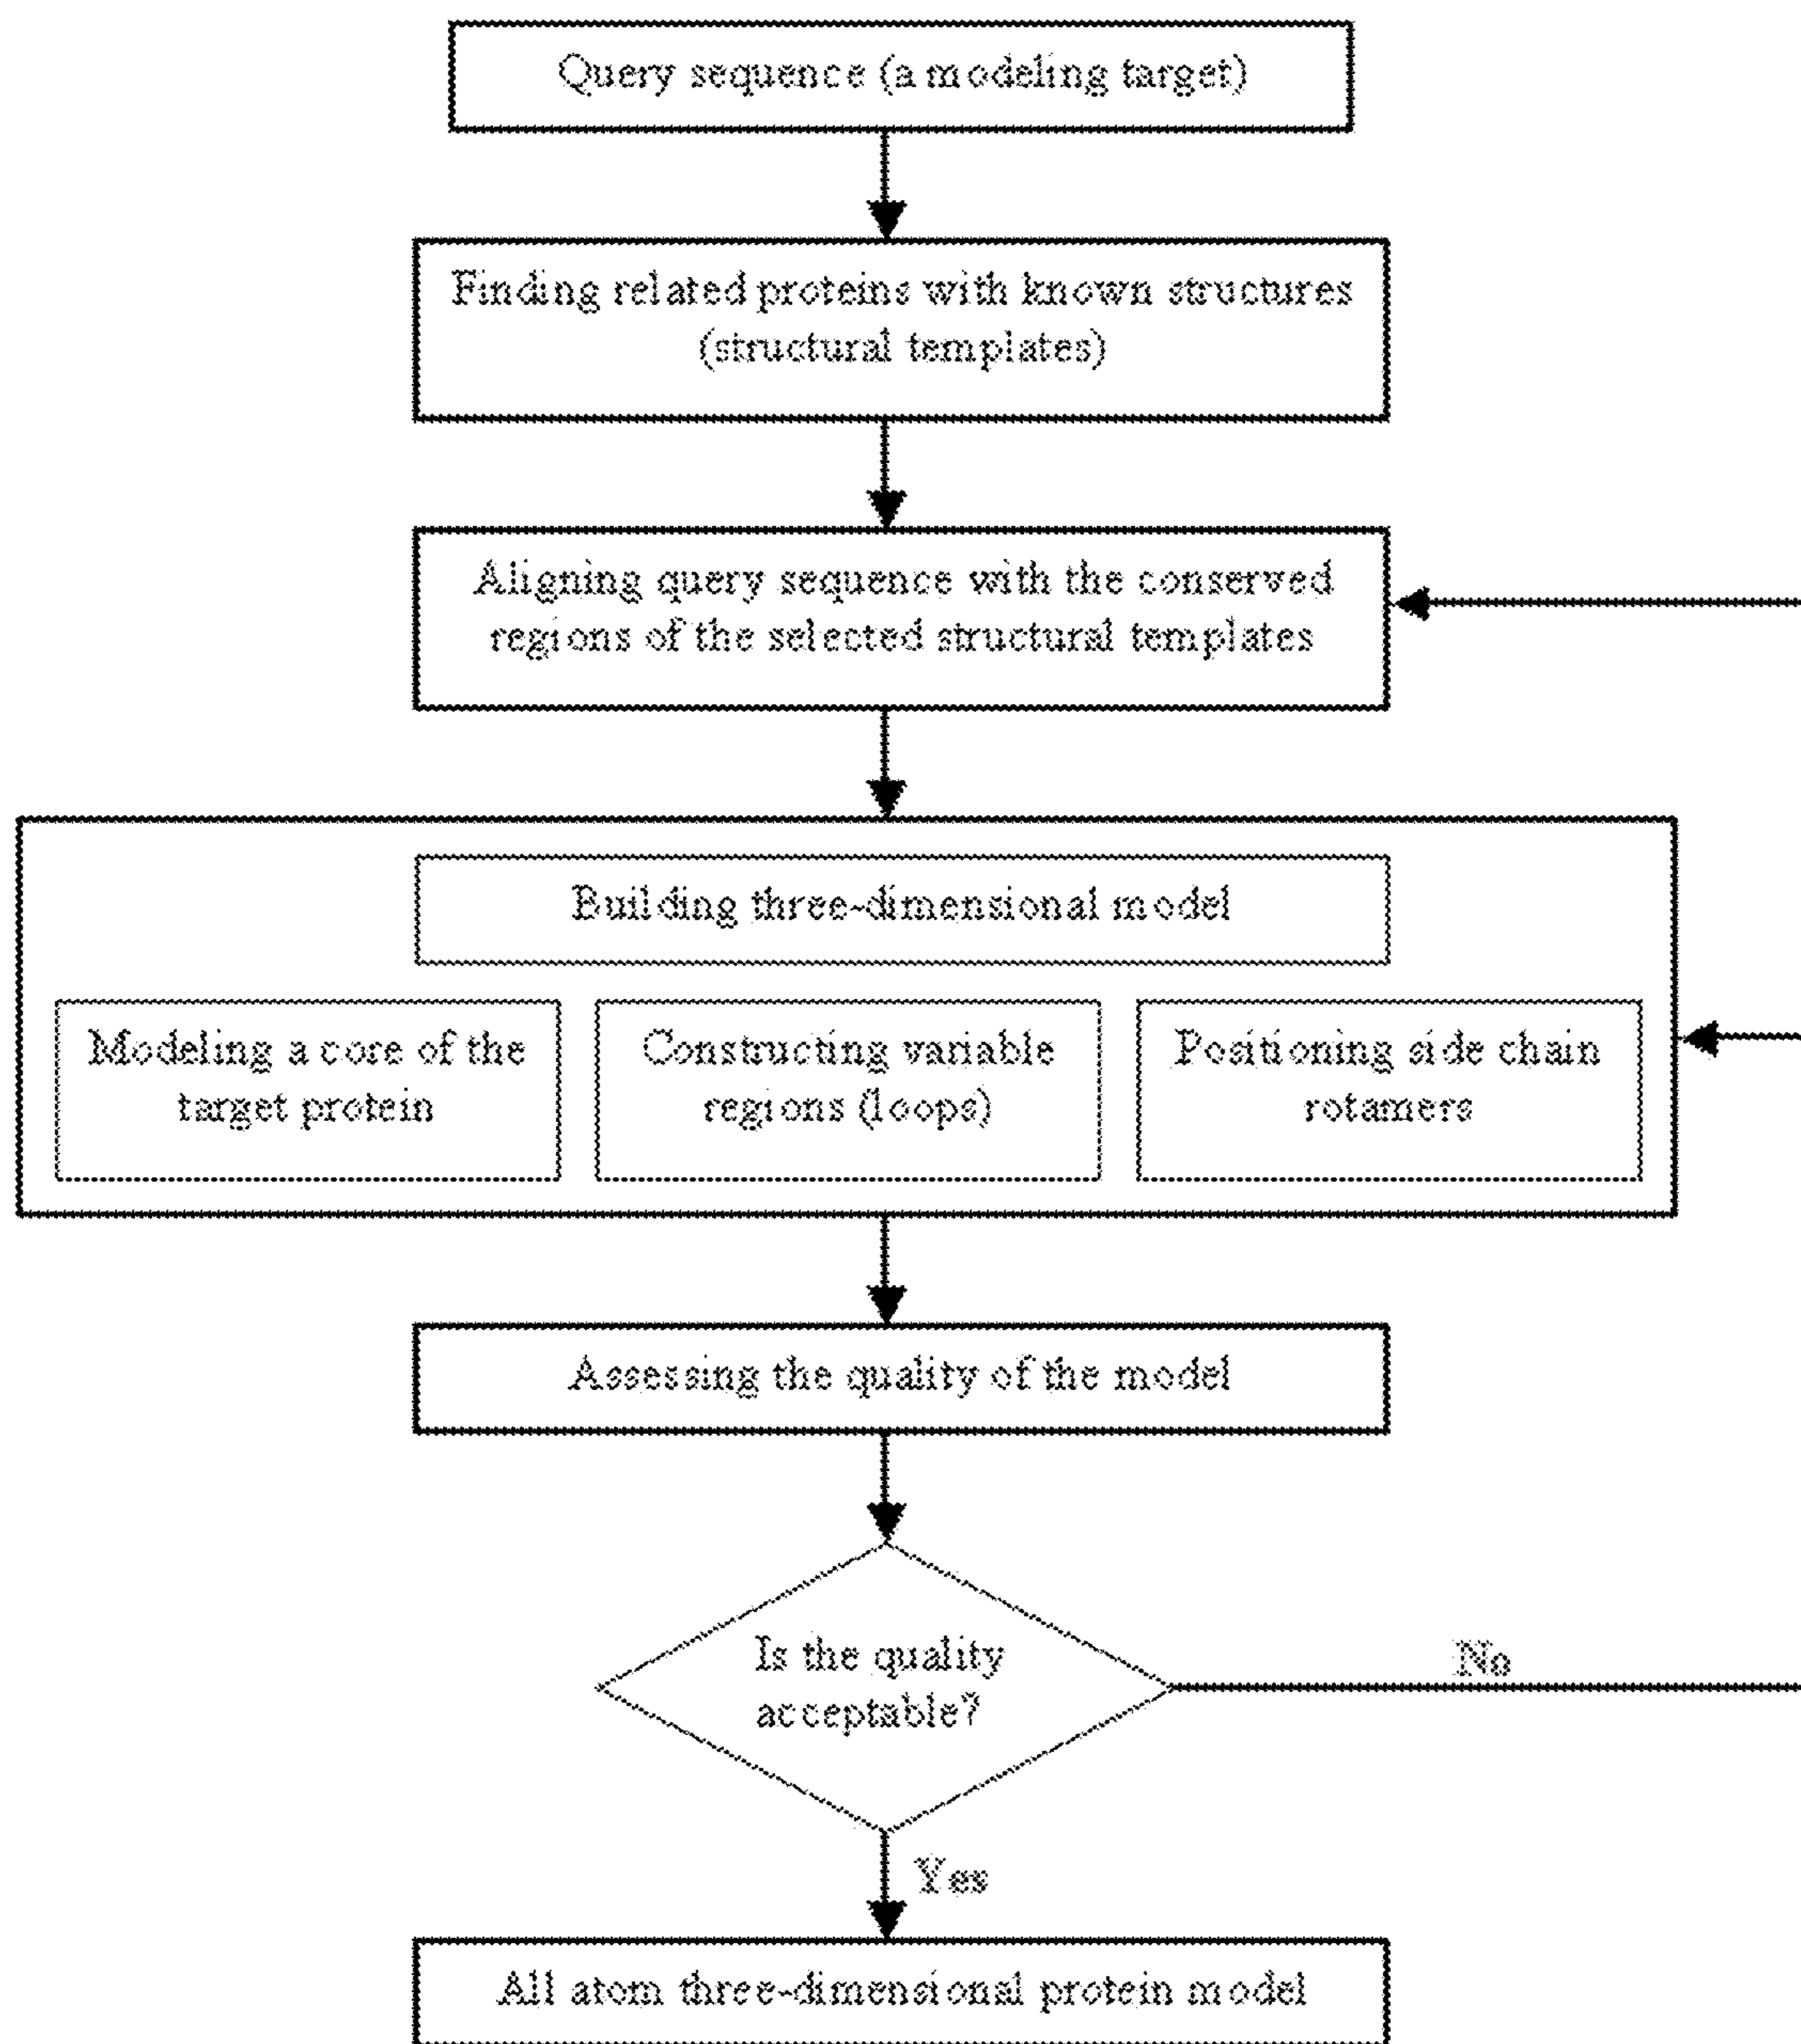 Query sequence (a modeling target)
Finding related proteins with known structures
(structural templates)
Aligning query sequence with the conserved
regions of the selected structural templates
Building three-dimensional model
Modeling a core of the
target protein
Constructing variable
regions (loops)
Positioning side chain
rotamers
Assessing the quality of the model
Is the quality
acceptable?
No
Yes
All atom three-dimensional protein model